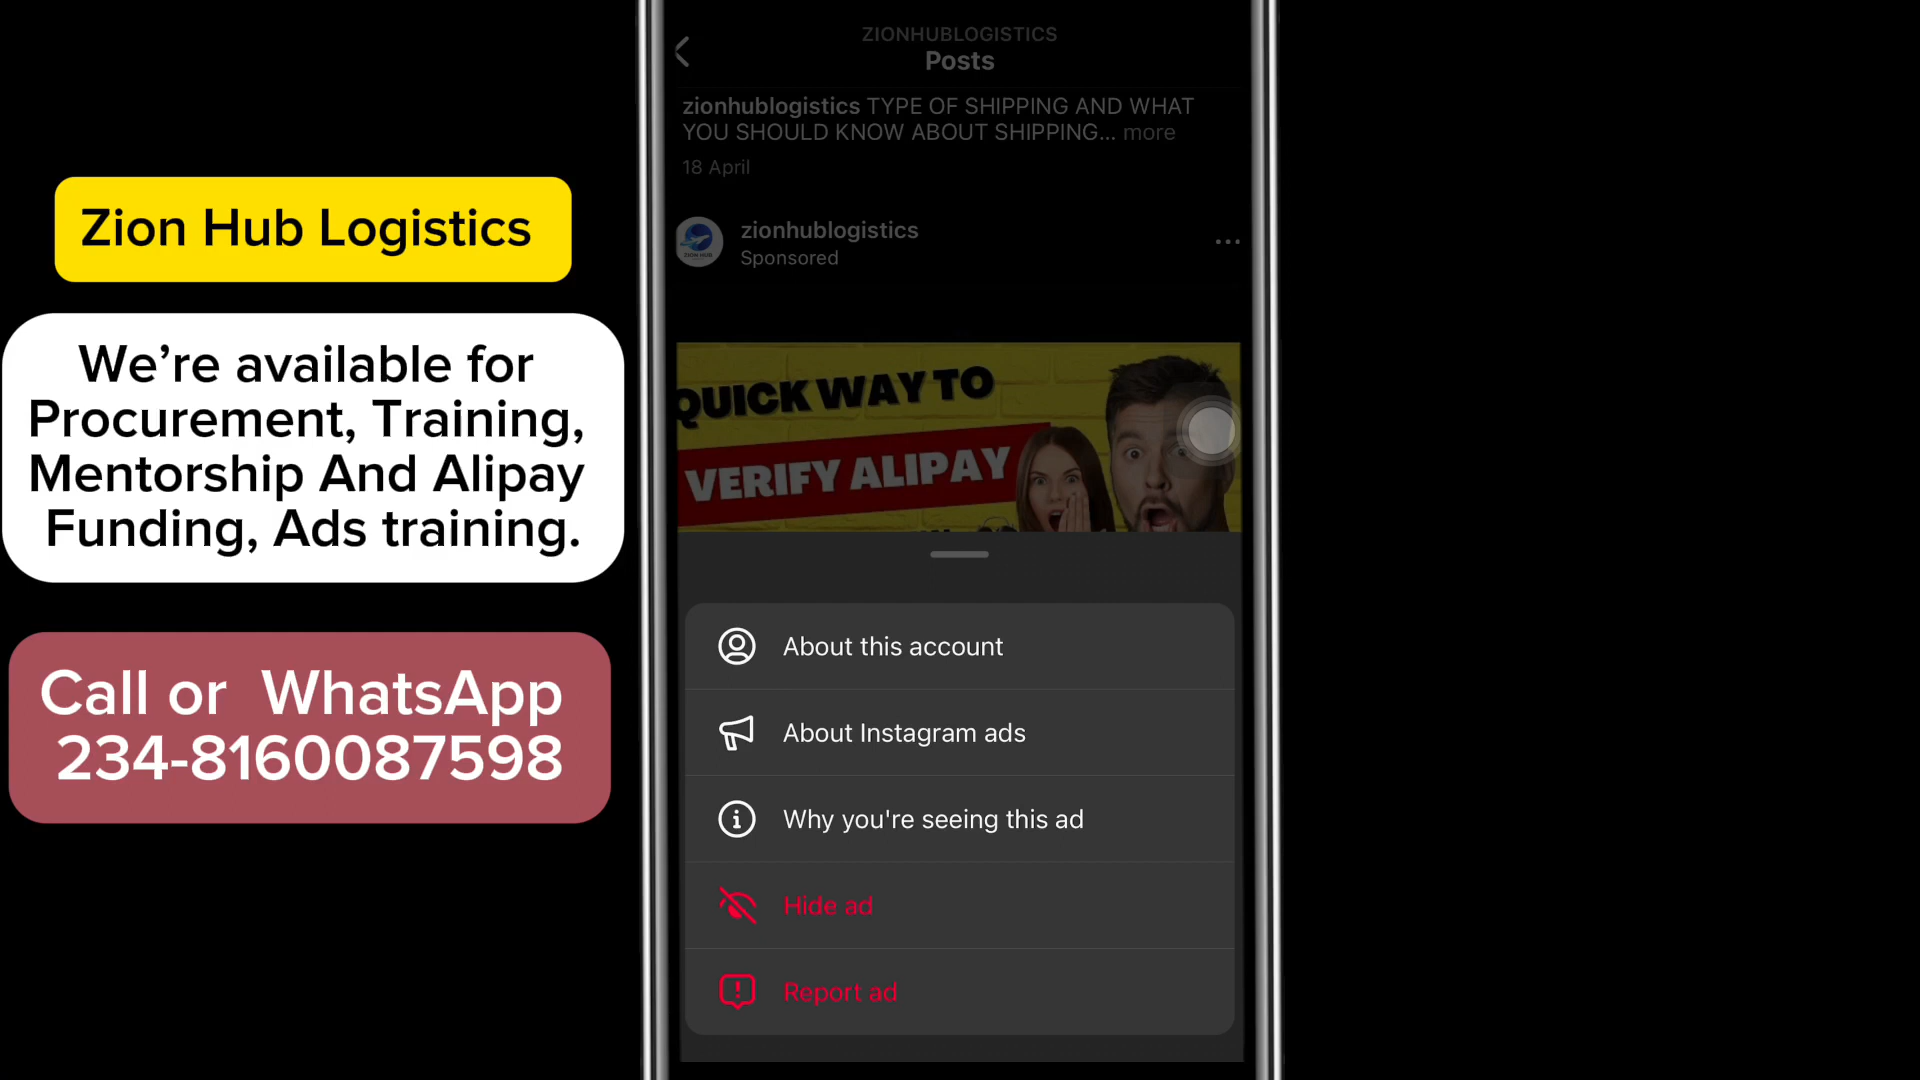 Zion Hub Logistics
We’re available for
Procurement, Training,
Mentorship And Alipay
Funding, Ads training.
Call or WhatsApp
234-8160087598
ZIONHUBLOGISTICS
Posts
zionhublogistics TYPE OF SHIPPING AND WHAT
YOU SHOULD KNOW ABOUT SHIPPING... more
18 April
zionhublogistics
Sponsored
ZION HUB
QUICK WAY TO
VERIFY ALIPAY
About this account
About Instagram ads
Why you're seeing this ad
Hide ad
Report ad